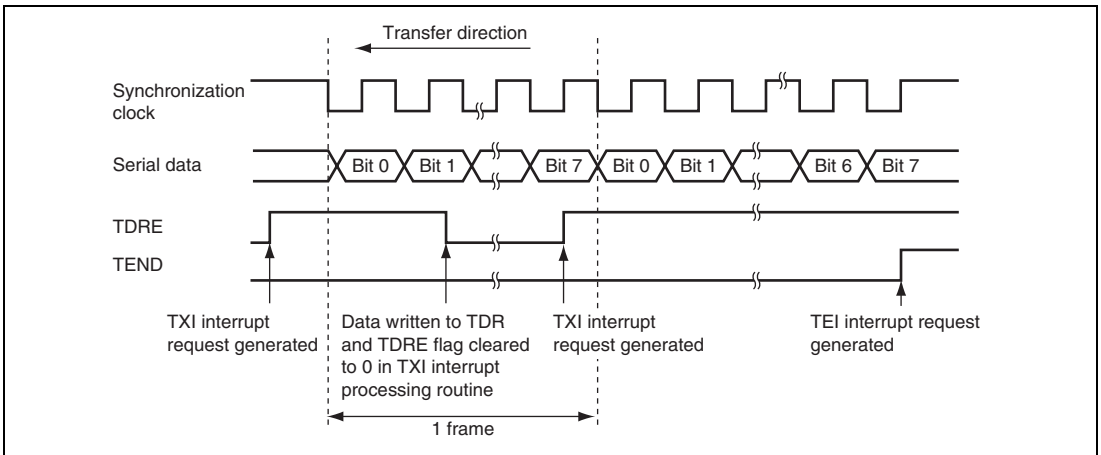 Transfer direction
Synchronization
clock
Serial data
Bit 0
Bit 1
Bit 7
Bit 0
Bit 1
Bit 6
Bit 7
TDRE
TEND
TXI interrupt
request generated
Data written to TDR
and TDRE flag cleared
to 0 in TXI interrupt
processing routine
TXI interrupt
request generated
TEI interrupt request
generated
1 frame